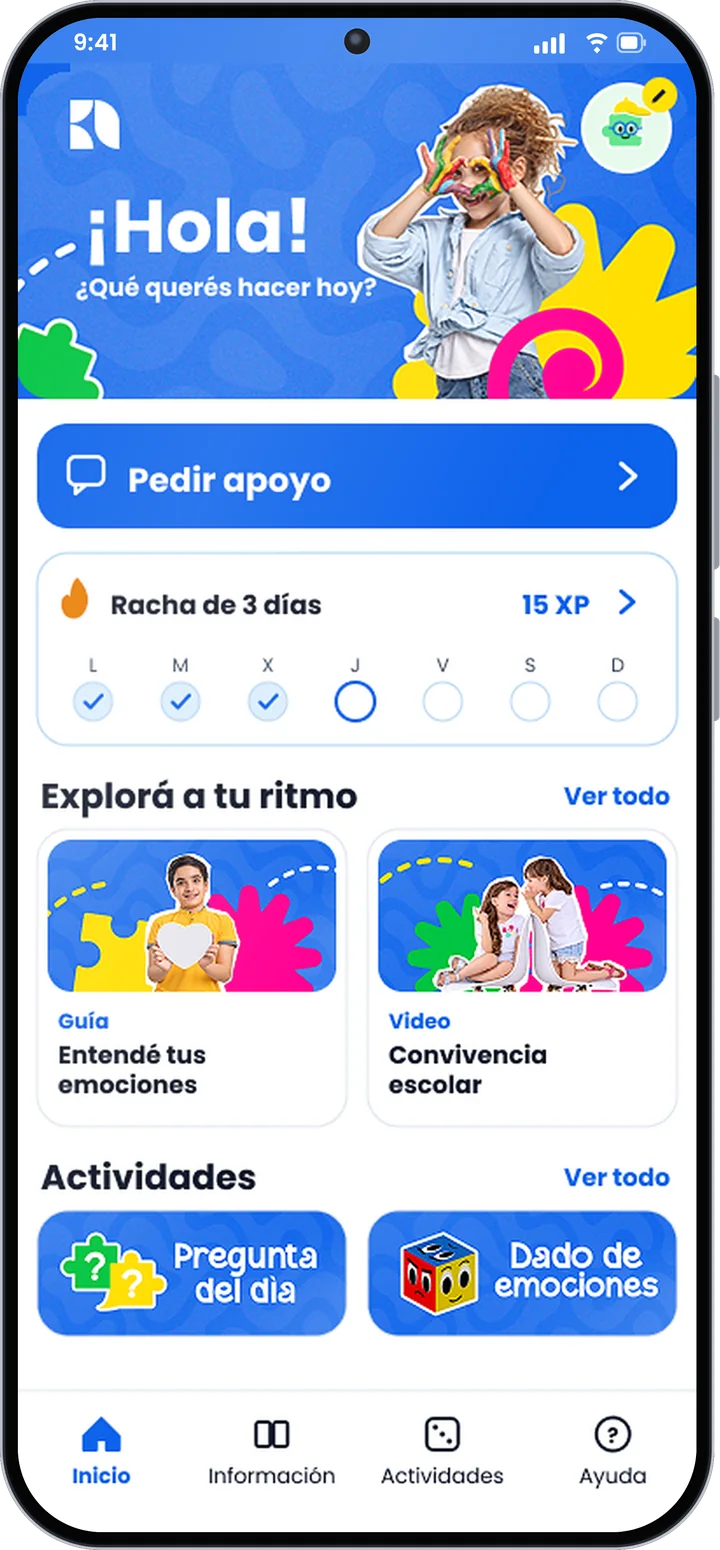 9:41
¡Hola!
¿Qué querés hacer hoy?
Pedir apoyo
Racha de 3 días
15 XP
L M X J V S D
Explorá a tu ritmo
Ver todo
Guía
Entendé tus
emociones
Video
Convivencia
escolar
Actividades
Ver todo
? ?
Pregunta
del día
Dado de
emociones
Inicio
Información
Actividades
Ayuda